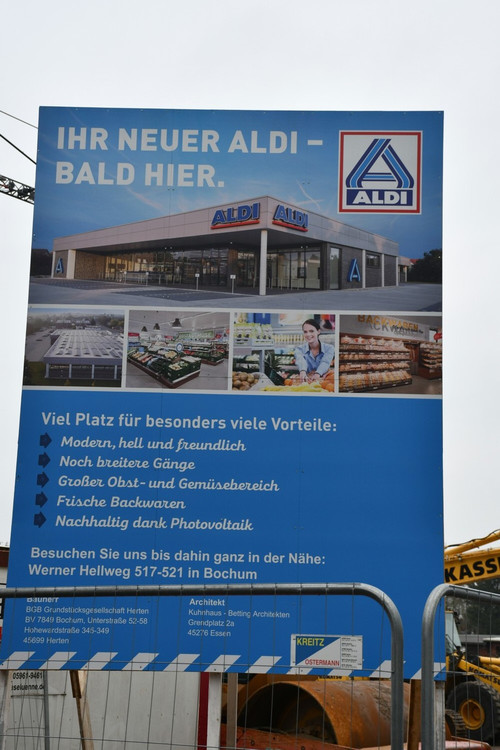 IHR NEUER ALDI –
BALD HIER.
ALDI
ALDI
ALDI
BACKWAREN
Viel Platz für besonders viele Vorteile:
Modern, hell und freundlich
Noch breitere Gänge
Großer Obst- und Gemüsebereich
Frische Backwaren
Nachhaltig dank Photovoltaik
Besuchen Sie uns bis dahin ganz in der Nähe:
Werner Hellweg 517-521 in Bochum
Bauherr
BGB Grundstücksgesellschaft Herten
BV 7849 Bochum, Unterstraße 52-58
Hohewardstraße 345-349
45699 Herten
Architekt
Kuhnhaus - Betting Architekten
Grendplatz 2a
45276 Essen
KREITZ
OSTERMANN